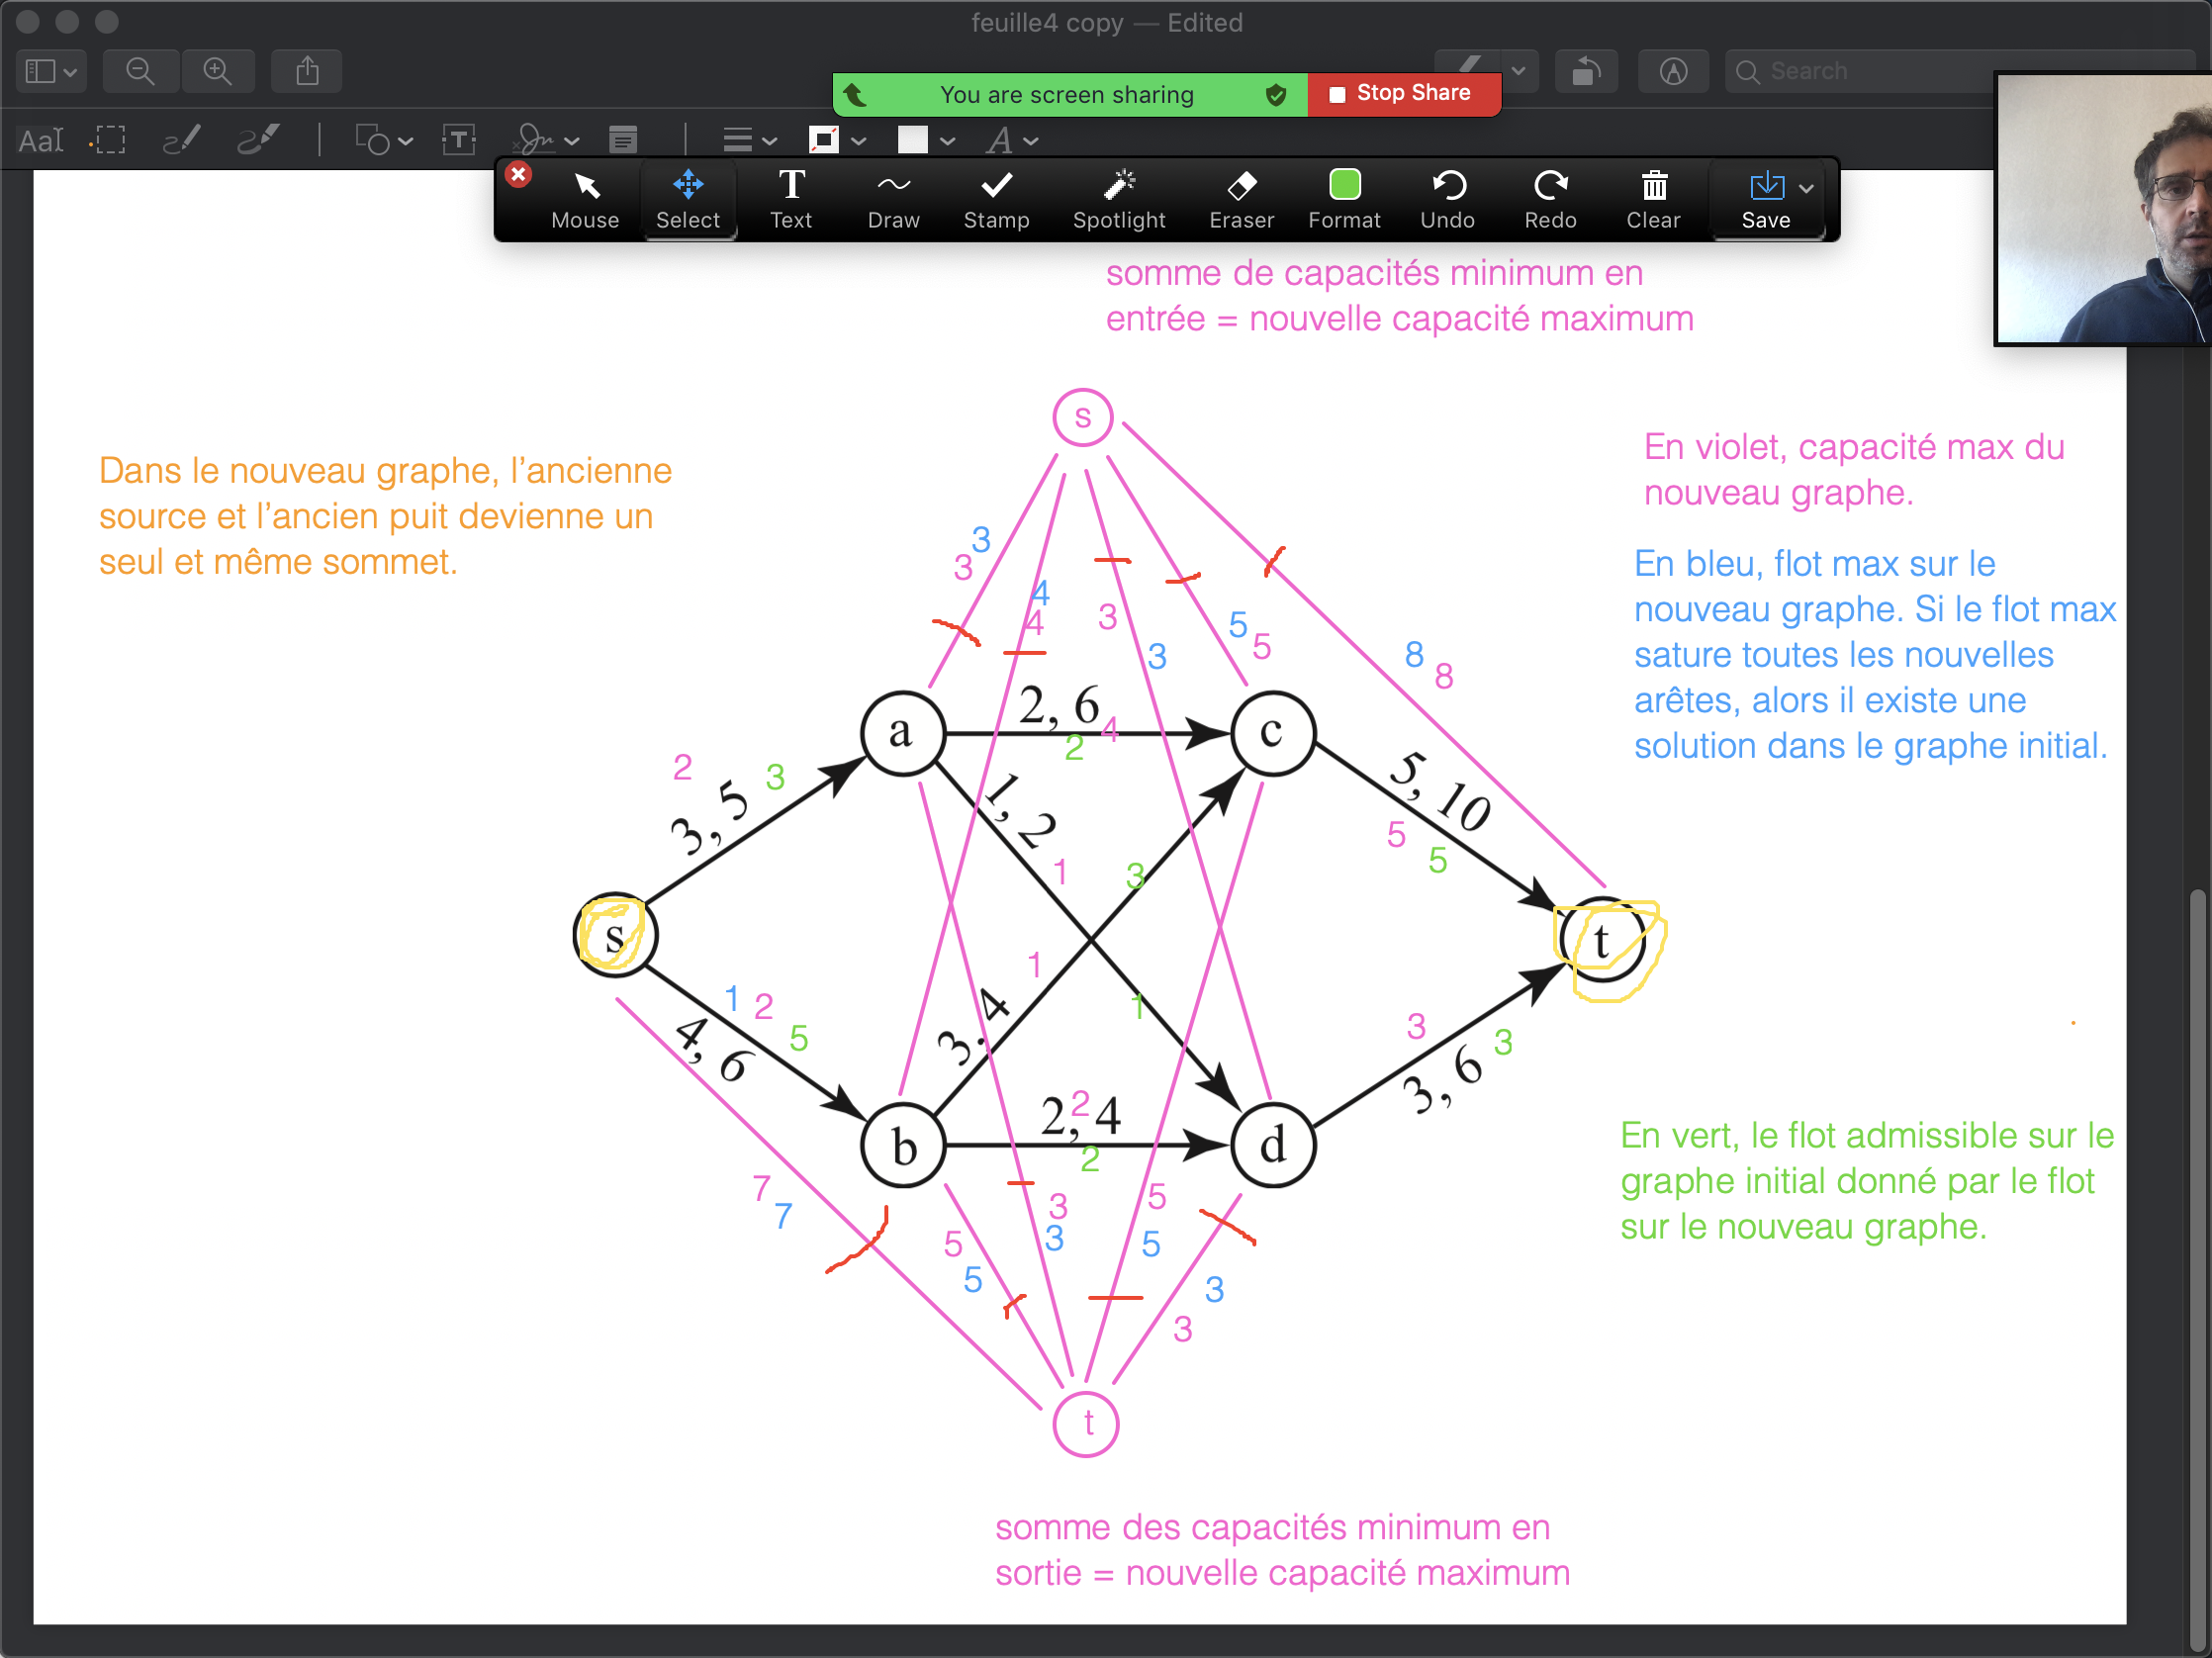 feuille4 copy — Edited
Search
You are screen sharing
Stop Share
Mouse
Select
Text
Draw
Stamp
Spotlight
Eraser
Format
Undo
Redo
Clear
Save
somme de capacités minimum en
entrée = nouvelle capacité maximum
s
Dans le nouveau graphe, l'ancienne
source et l'ancien puit devienne un
seul et même sommet.
En violet, capacité max du
nouveau graphe.
En bleu, flot max sur le
nouveau graphe. Si le flot max
sature toutes les nouvelles
arêtes, alors il existe une
solution dans le graphe initial.
3
3
4
4
3
3
5
5
8
8
a
2, 6
4
2
c
2
3, 5
3
1, 2
1
3
5, 10
5
5
s
t
1
3, 4
1
1
2
4, 6
5
b
2, 4
2
2
d
3
3, 6
3
En vert, le flot admissible sur le
graphe initial donné par le flot
sur le nouveau graphe.
7
7
5
5
3
3
5
5
3
3
t
somme des capacités minimum en
sortie = nouvelle capacité maximum